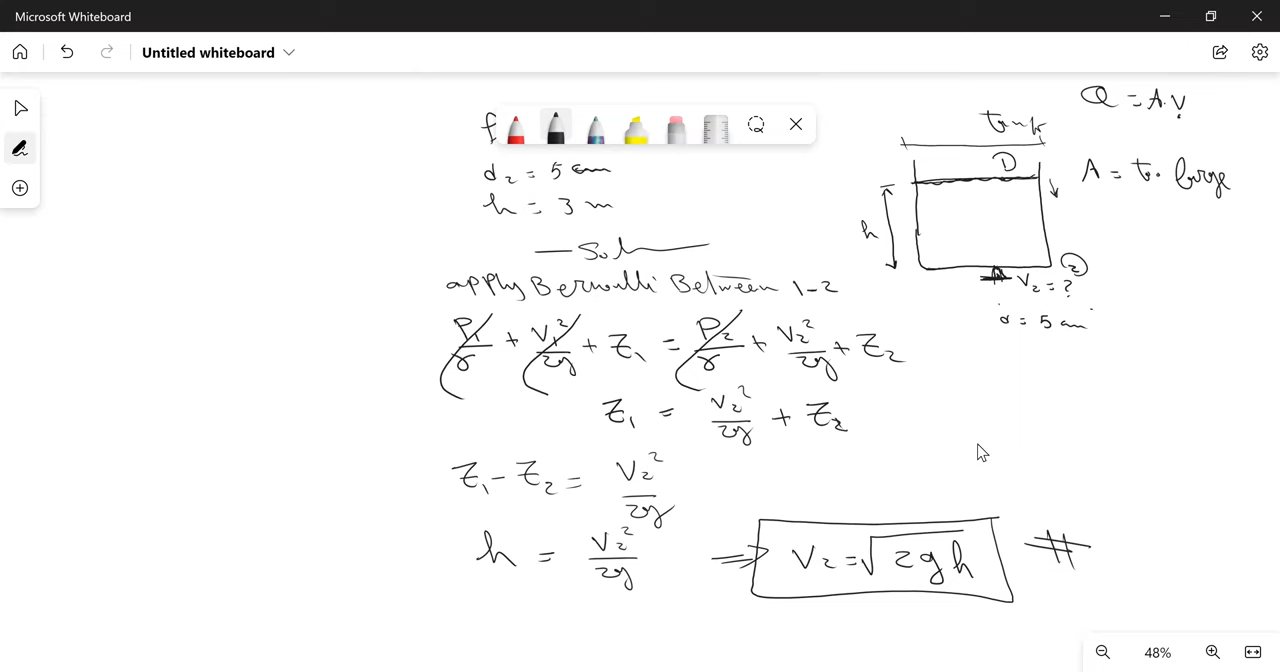 Microsoft Whiteboard
Untitled whiteboard
d₂ = 5 cm
h = 3 m
Sol
apply Bernoulli Between 1-2
P₁/γ + V₁²/2g + Z₁ = P₂/γ + V₂²/2g + Z₂
Z₁ = V₂²/2g + Z₂
Z₁ - Z₂ = V₂²/2g
h = V₂²/2g ⇒ V₂ = √2gh #
Q = A.V
tank
A = to. large
1
h
2
V₂ = ?
d = 5 cm
48%